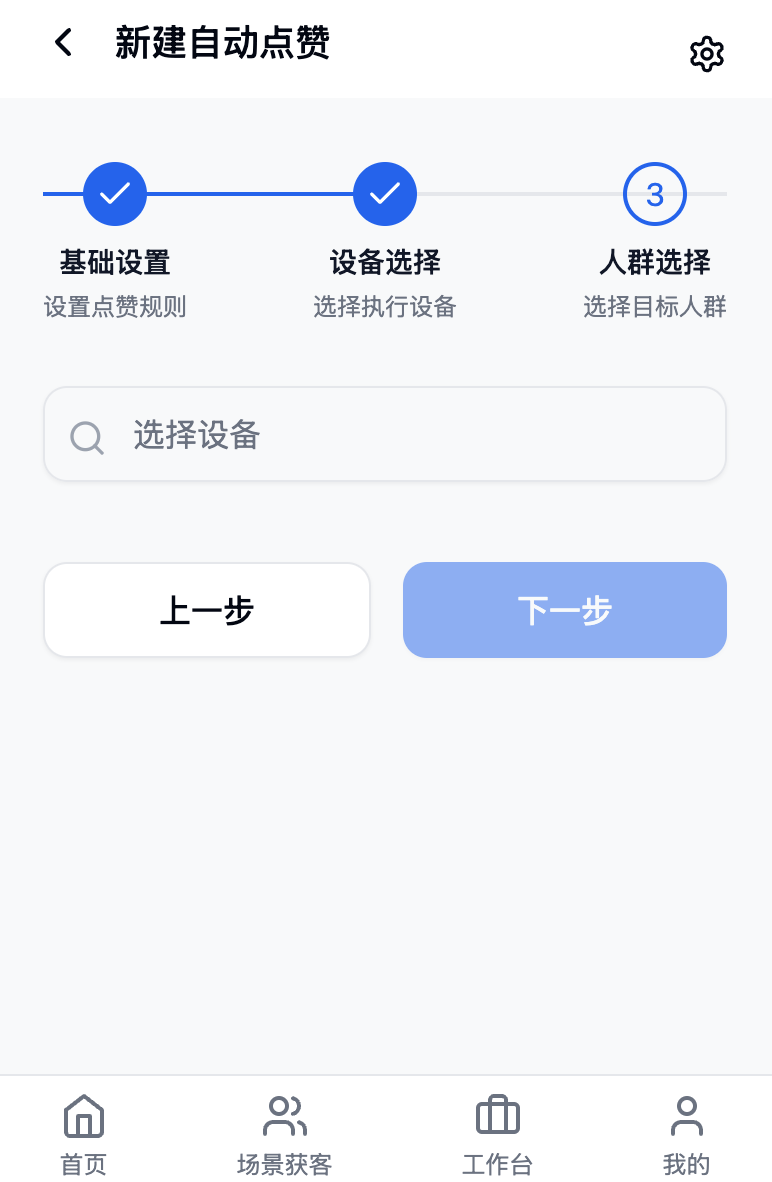 新建自动点赞
3
基础设置
设备选择
人群选择
设置点赞规则
选择执行设备
选择目标人群
选择设备
上一步
下一步
首页
场景获客
工作台
我的